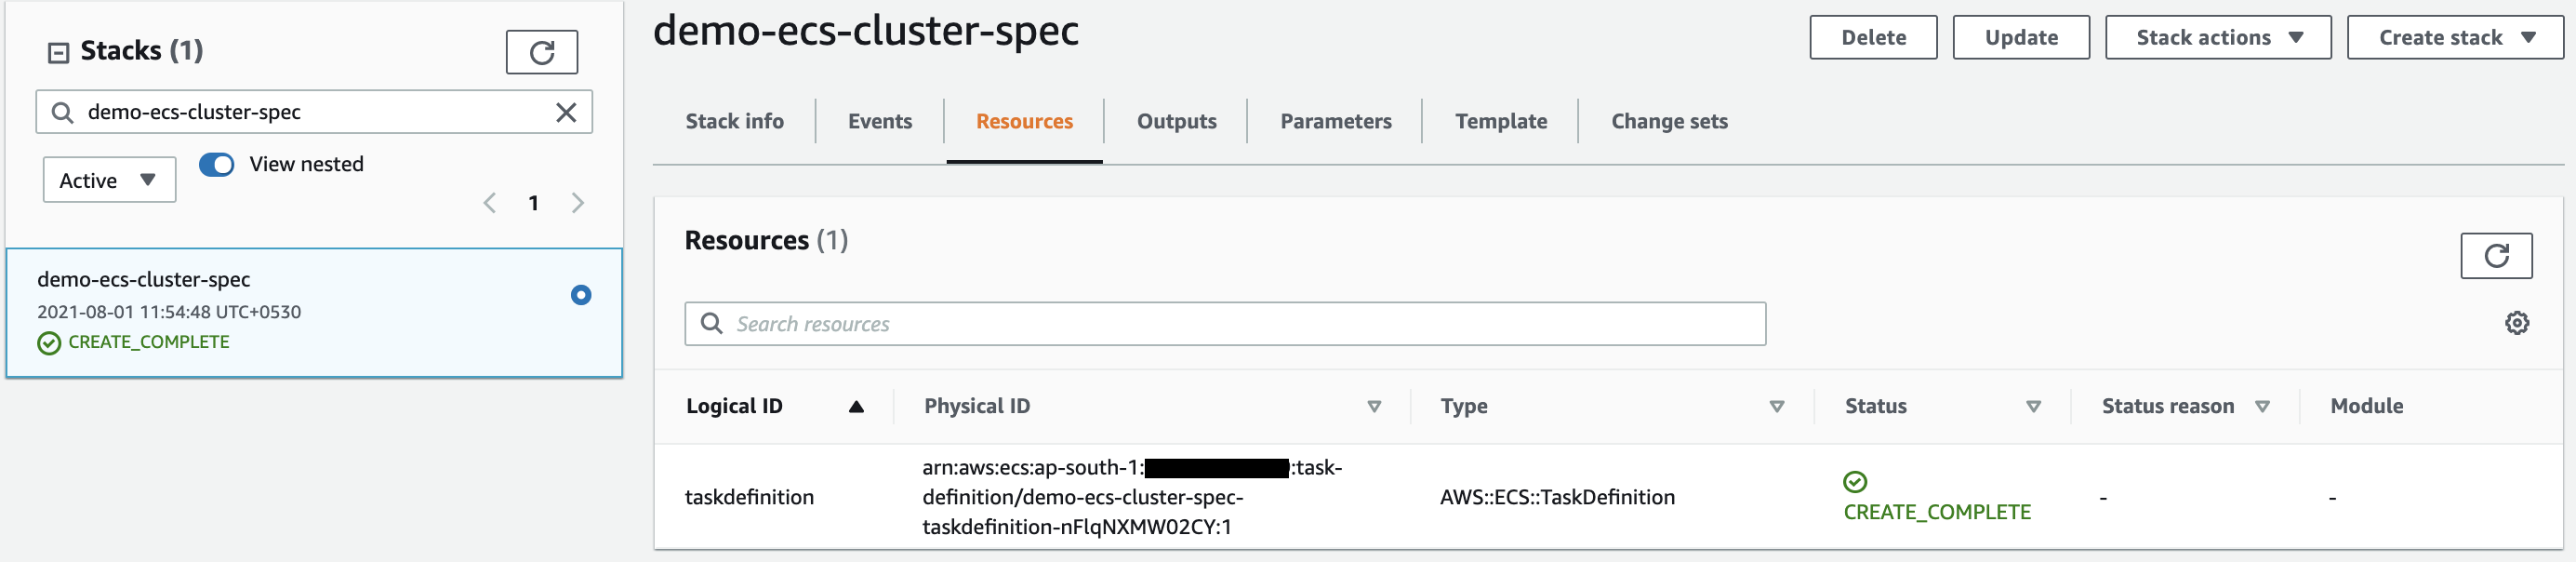 Stacks (1)
demo-ecs-cluster-spec
Active
View nested
1
demo-ecs-cluster-spec
2021-08-01 11:54:48 UTC+0530
CREATE_COMPLETE
demo-ecs-cluster-spec
Delete
Update
Stack actions
Create stack
Stack info
Events
Resources
Outputs
Parameters
Template
Change sets
Resources (1)
Search resources
Logical ID
Physical ID
Type
Status
Status reason
Module
taskdefinition
arn:aws:ecs:ap-south-1: :task-
definition/demo-ecs-cluster-spec-
taskdefinition-nFlqNXMW02CY:1
AWS::ECS::TaskDefinition
CREATE_COMPLETE
-
-